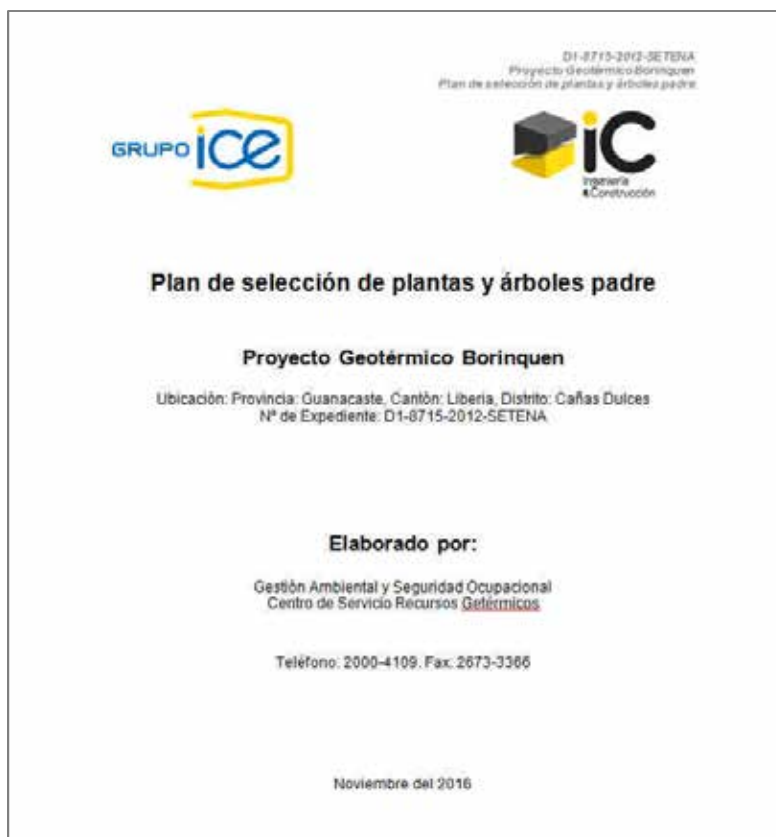 D1-8715-2012-SETENA
Proyecto Geotérmico Borinquen
Plan de selección de plantas y árboles padre
GRUPO ice
iC
Ingeniería
&Construcción
Plan de selección de plantas y árboles padre
Proyecto Geotérmico Borinquen
Ubicación: Provincia: Guanacaste, Cantón: Liberia, Distrito: Cañas Dulces
Nª de Expediente: D1-8715-2012-SETENA
Elaborado por:
Gestión Ambiental y Seguridad Ocupacional
Centro de Servicio Recursos Getérmicos
Teléfono: 2000-4109. Fax: 2673-3366
Noviembre del 2016